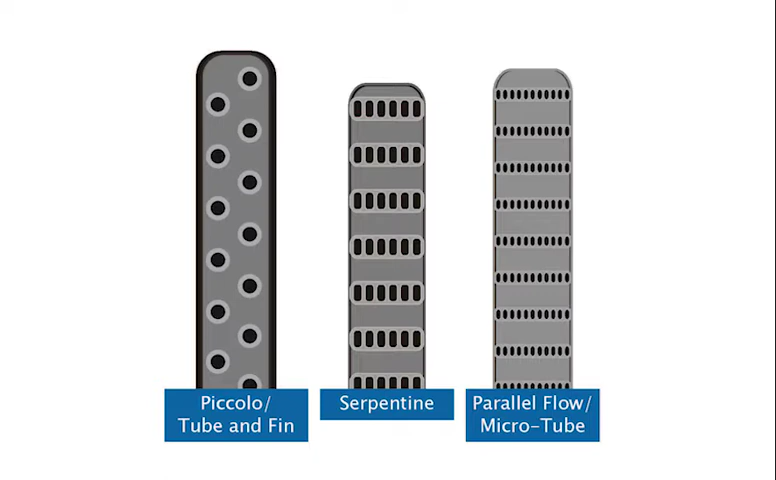 Piccolo/
Tube and Fin
Serpentine
Parallel Flow/
Micro-Tube